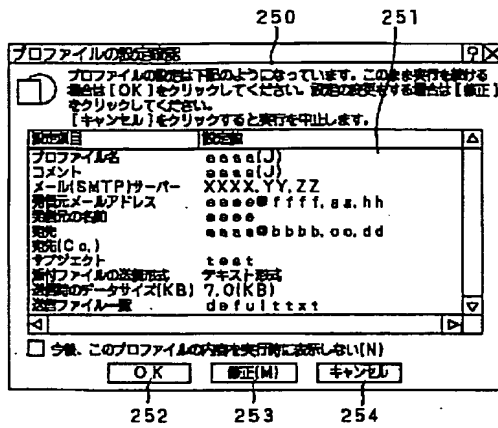 250 251
プロファイルの設定確認
プロファイルの設定は下記のようになっています。このまま実行を続ける
場合は[OK]をクリックしてください。設定の変更をする場合は[修正]
をクリックしてください。
[キャンセル]をクリックすると実行を中止します。
設定項目 設定値
プロファイル名 aaaa(J)
コメント aaaa(J)
メール(SMTP)サーバー XXXX.YY.ZZ
発信元メールアドレス
発信元の名前
宛先
宛先(Cc,)
サブジェクト test
添付ファイルの送信形式 テキスト形式
送信時のデータサイズ(KB) 7.0(KB)
送信ファイル一覧 defulttxt
今後、このプロファイルの内容を実行時に表示しない(N)
OK 修正(M) キャンセル
252 253 254